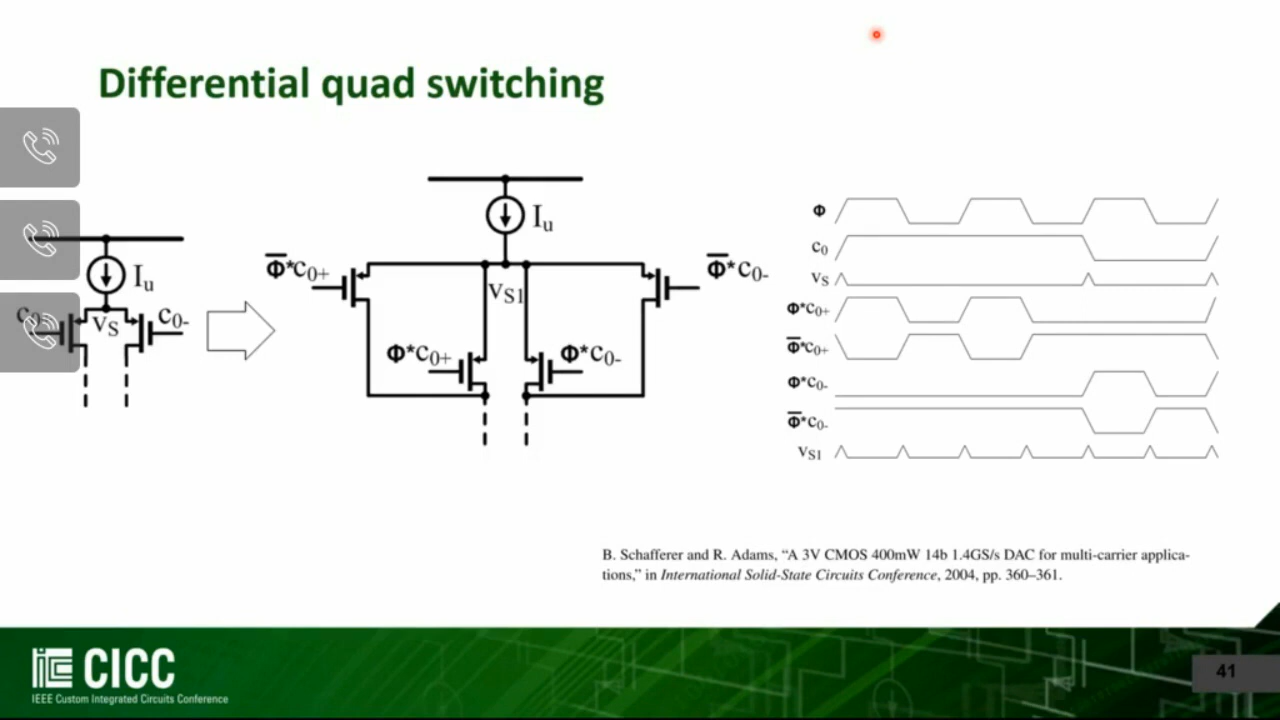 Differential quad switching
Iu
c0-
vS
c0-
Iu
Φ̅*c0+
Φ̅*c0-
vS1
Φ*c0+
Φ*c0-
Φ
c0
vS
Φ*c0+
Φ̅*c0+
Φ*c0-
Φ̅*c0-
vS1
B. Schafferer and R. Adams, “A 3V CMOS 400mW 14b 1.4GS/s DAC for multi-carrier applica-
tions,” in International Solid-State Circuits Conference, 2004, pp. 360–361.
CICC
IEEE Custom Integrated Circuits Conference
41